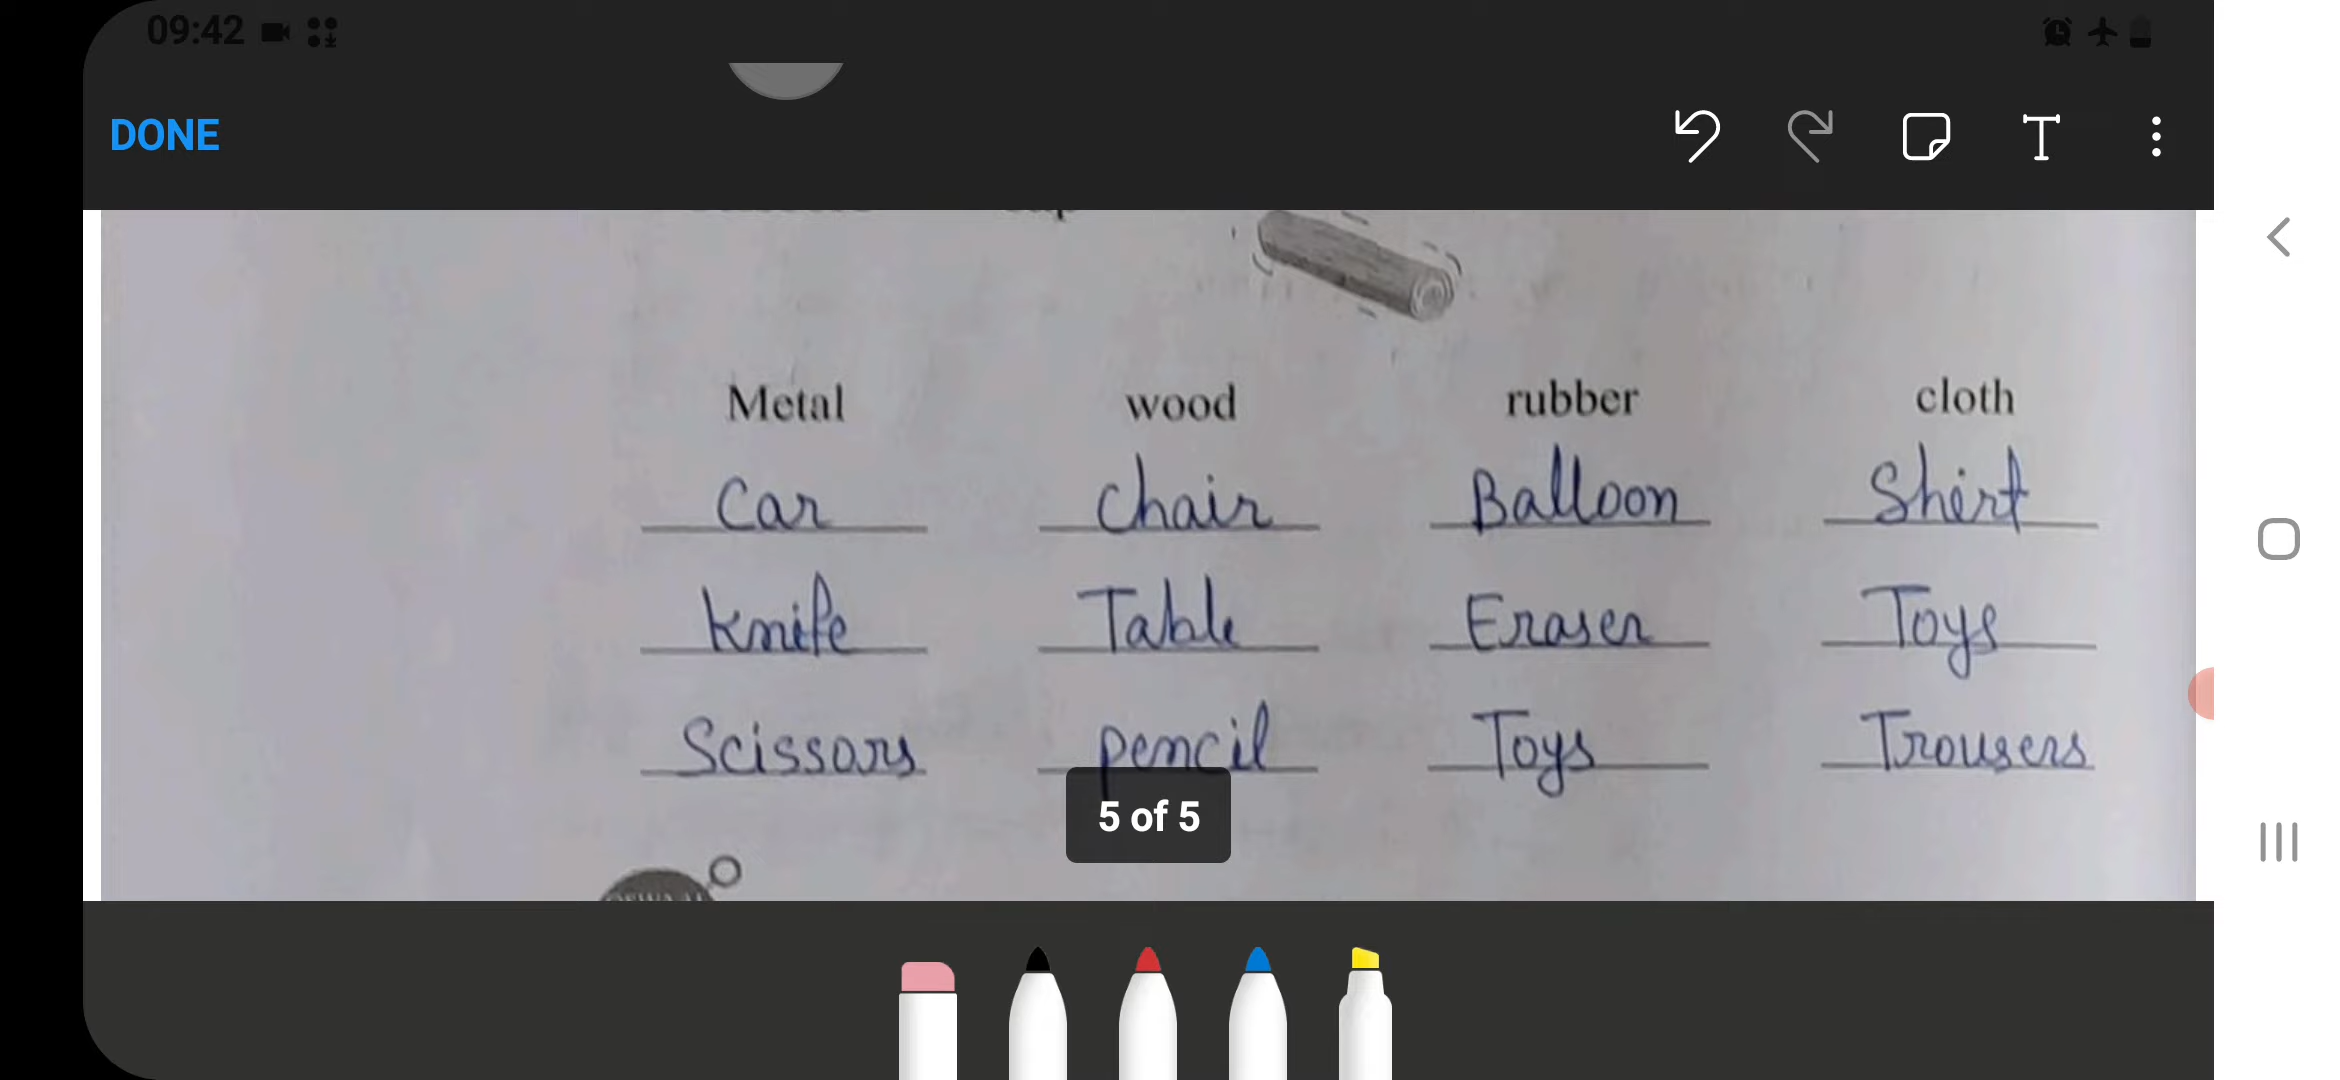 09:42
DONE
T
Metal wood rubber cloth
Car chair Balloon Shirt
Knife Table Eraser Toys
Scissors pencil Toys Trousers
5 of 5